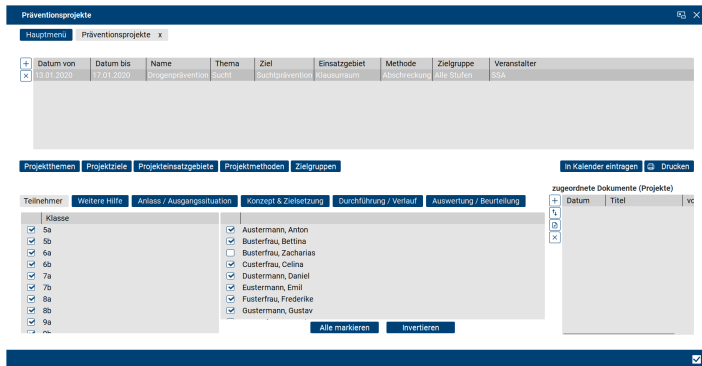 Präventionsprojekte
Hauptmenü Präventionsprojekte x
Datum von Datum bis Name Thema Ziel Einsatzgebiet Methode Zielgruppe Veranstalter
13.01.2020 17.01.2020 Drogenprävention Sucht Suchtprävention Klausurraum Abschreckung Alle Stufen SSA
Projektthemen Projektziele Projekteinsatzgebiete Projektmethoden Zielgruppen In Kalender eintragen Drucken
zugeordnete Dokumente (Projekte)
Teilnehmer Weitere Hilfe Anlass / Ausgangssituation Konzept & Zielsetzung Durchführung / Verlauf Auswertung / Beurteilung
Datum Titel vo
Klasse
5a Austermann, Anton
5b Busterfrau, Bettina
6a Busterfrau, Zacharias
6b Custerfrau, Celina
7a Dustermann, Daniel
7b Eustermann, Emil
8a Fusterfrau, Frederike
8b Gustermann, Gustav
9a
9b
Alle markieren Invertieren